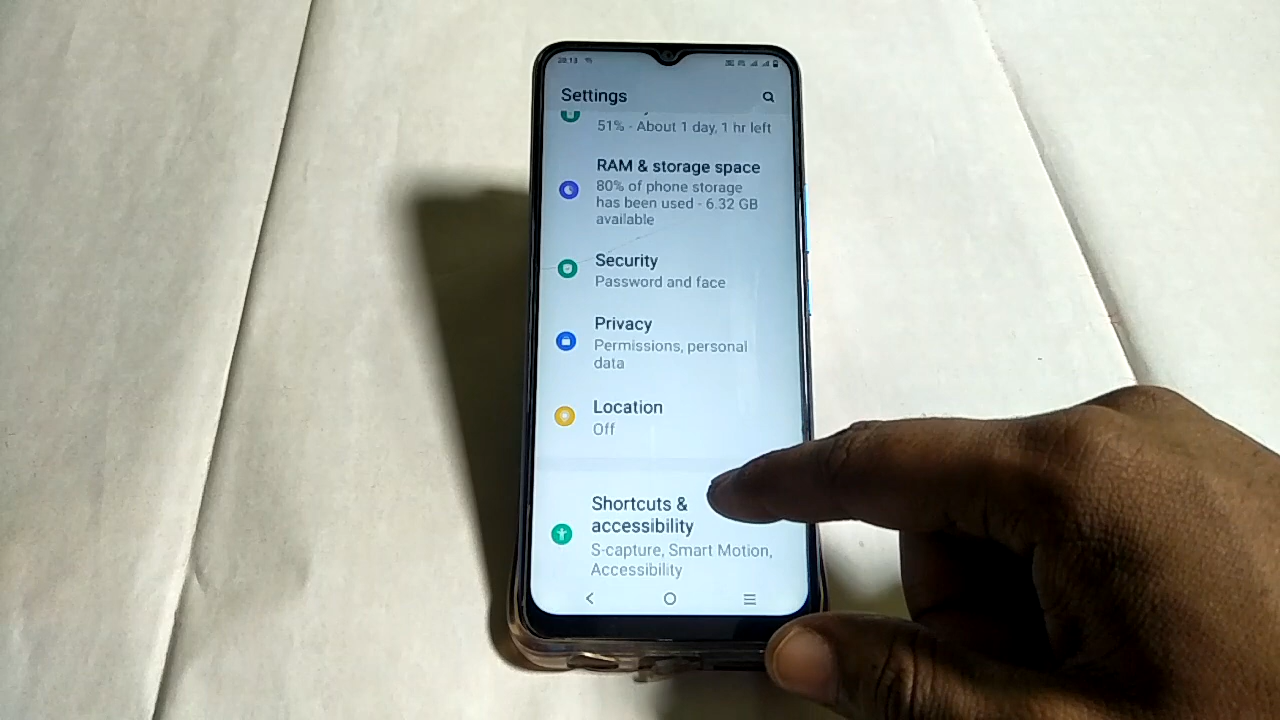 20:13
Settings
51% - About 1 day, 1 hr left
RAM & storage space
80% of phone storage
has been used - 6.32 GB
available
Security
Password and face
Privacy
Permissions, personal
data
Location
Off
Shortcuts &
accessibility
S-capture, Smart Motion,
Accessibility